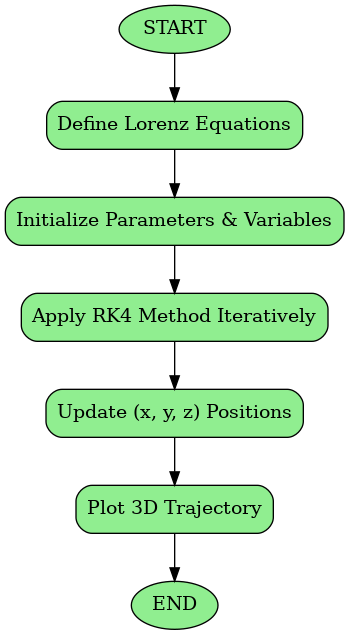 START
Define Lorenz Equations
Initialize Parameters & Variables
Apply RK4 Method Iteratively
Update (x, y, z) Positions
Plot 3D Trajectory
END